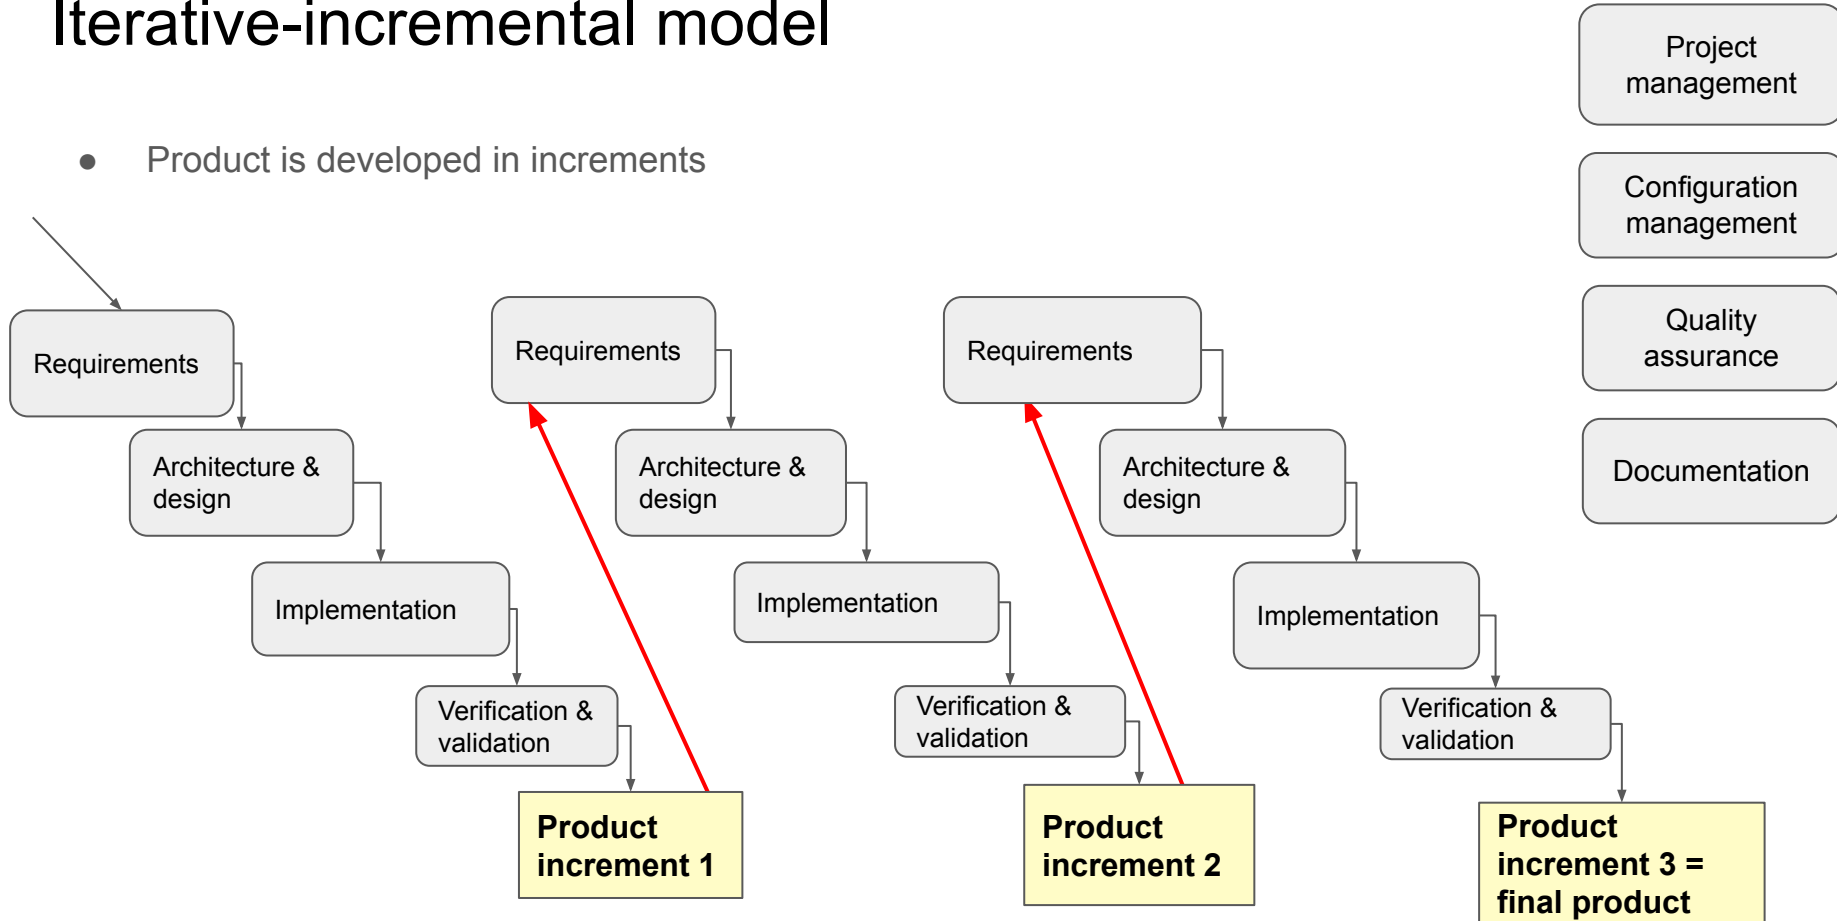 Iterative-incremental model
● Product is developed in increments
Project
management
Configuration
management
Quality
assurance
Documentation
Requirements
Architecture &
design
Implementation
Verification &
validation
Product
increment 1
Requirements
Architecture &
design
Implementation
Verification &
validation
Product
increment 2
Requirements
Architecture &
design
Implementation
Verification &
validation
Product
increment 3 =
final product